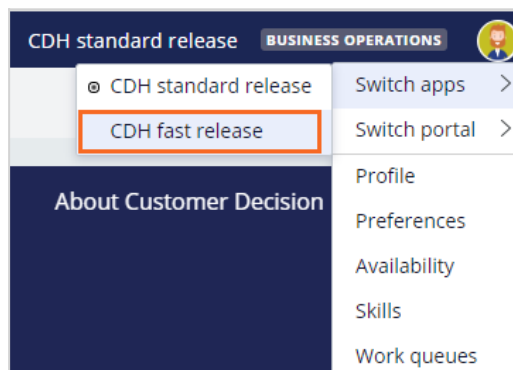 CDH standard release BUSINESS OPERATIONS
CDH standard release
CDH fast release
Switch apps
Switch portal
Profile
Preferences
Availability
Skills
Work queues
About Customer Decision